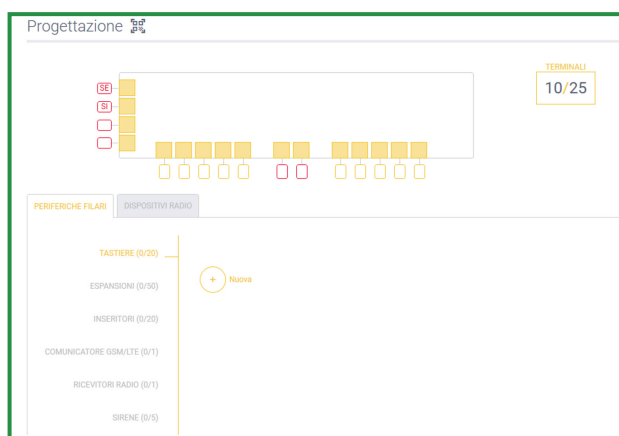 Progettazione
TERMINALI
10/25
SE
SI
PERIFERICHE FILARI
DISPOSITIVI RADIO
TASTIERE (0/20)
Nuova
ESPANSIONI (0/50)
INSERITORI (0/20)
COMUNICATORE GSM/LTE (0/1)
RICEVITORI RADIO (0/1)
SIRENE (0/5)